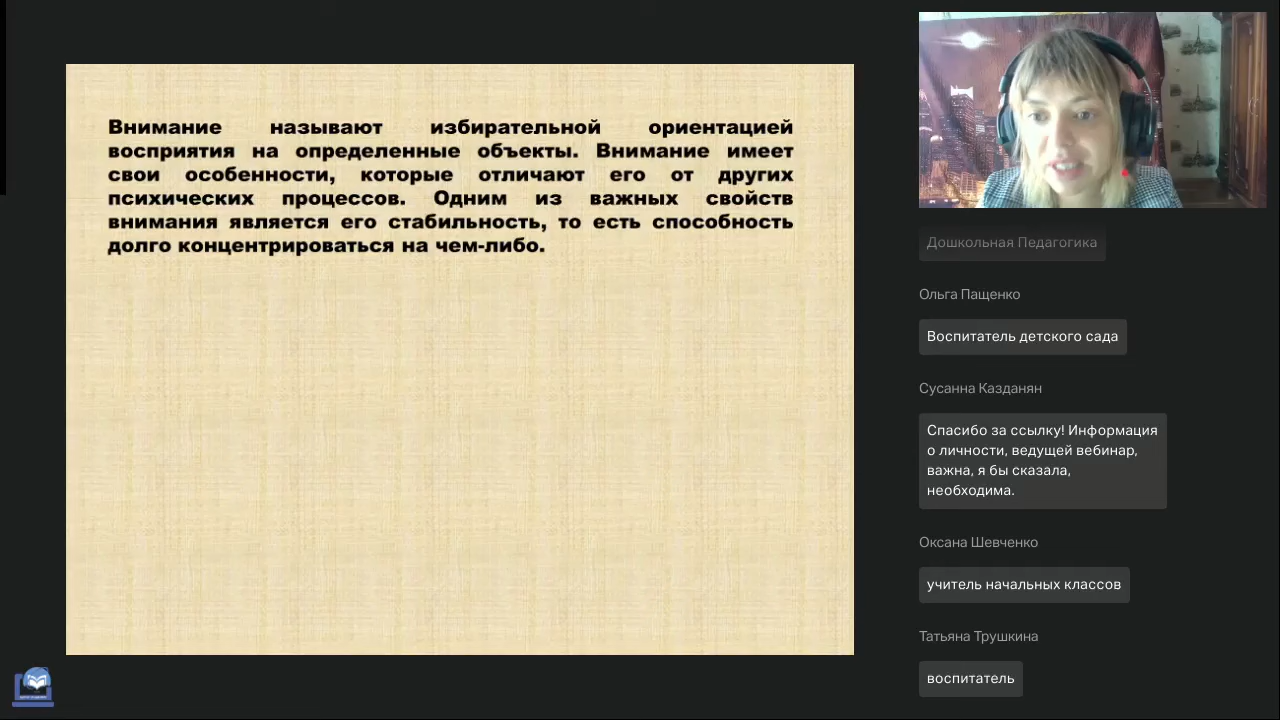 Внимание называют избирательной ориентацией
восприятия на определенные объекты. Внимание имеет
свои особенности, которые отличают его от других
психических процессов. Одним из важных свойств
внимания является его стабильность, то есть способность
долго концентрироваться на чем-либо.
Дошкольная Педагогика
Ольга Пащенко
Воспитатель детского сада
Сусанна Казданян
Спасибо за ссылку! Информация
о личности, ведущей вебинар,
важна, я бы сказала,
необходима.
Оксана Шевченко
учитель начальных классов
Татьяна Трушкина
воспитатель